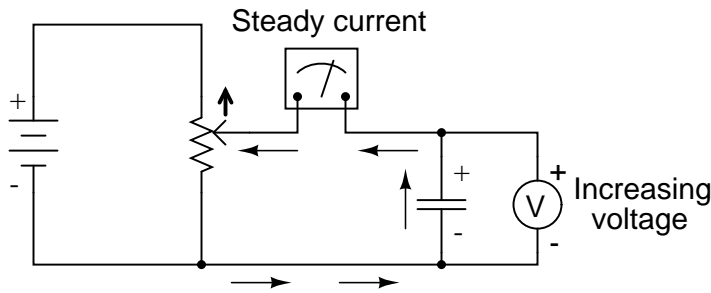 Steady current
+
-
+
-
V
+
-
Increasing
voltage